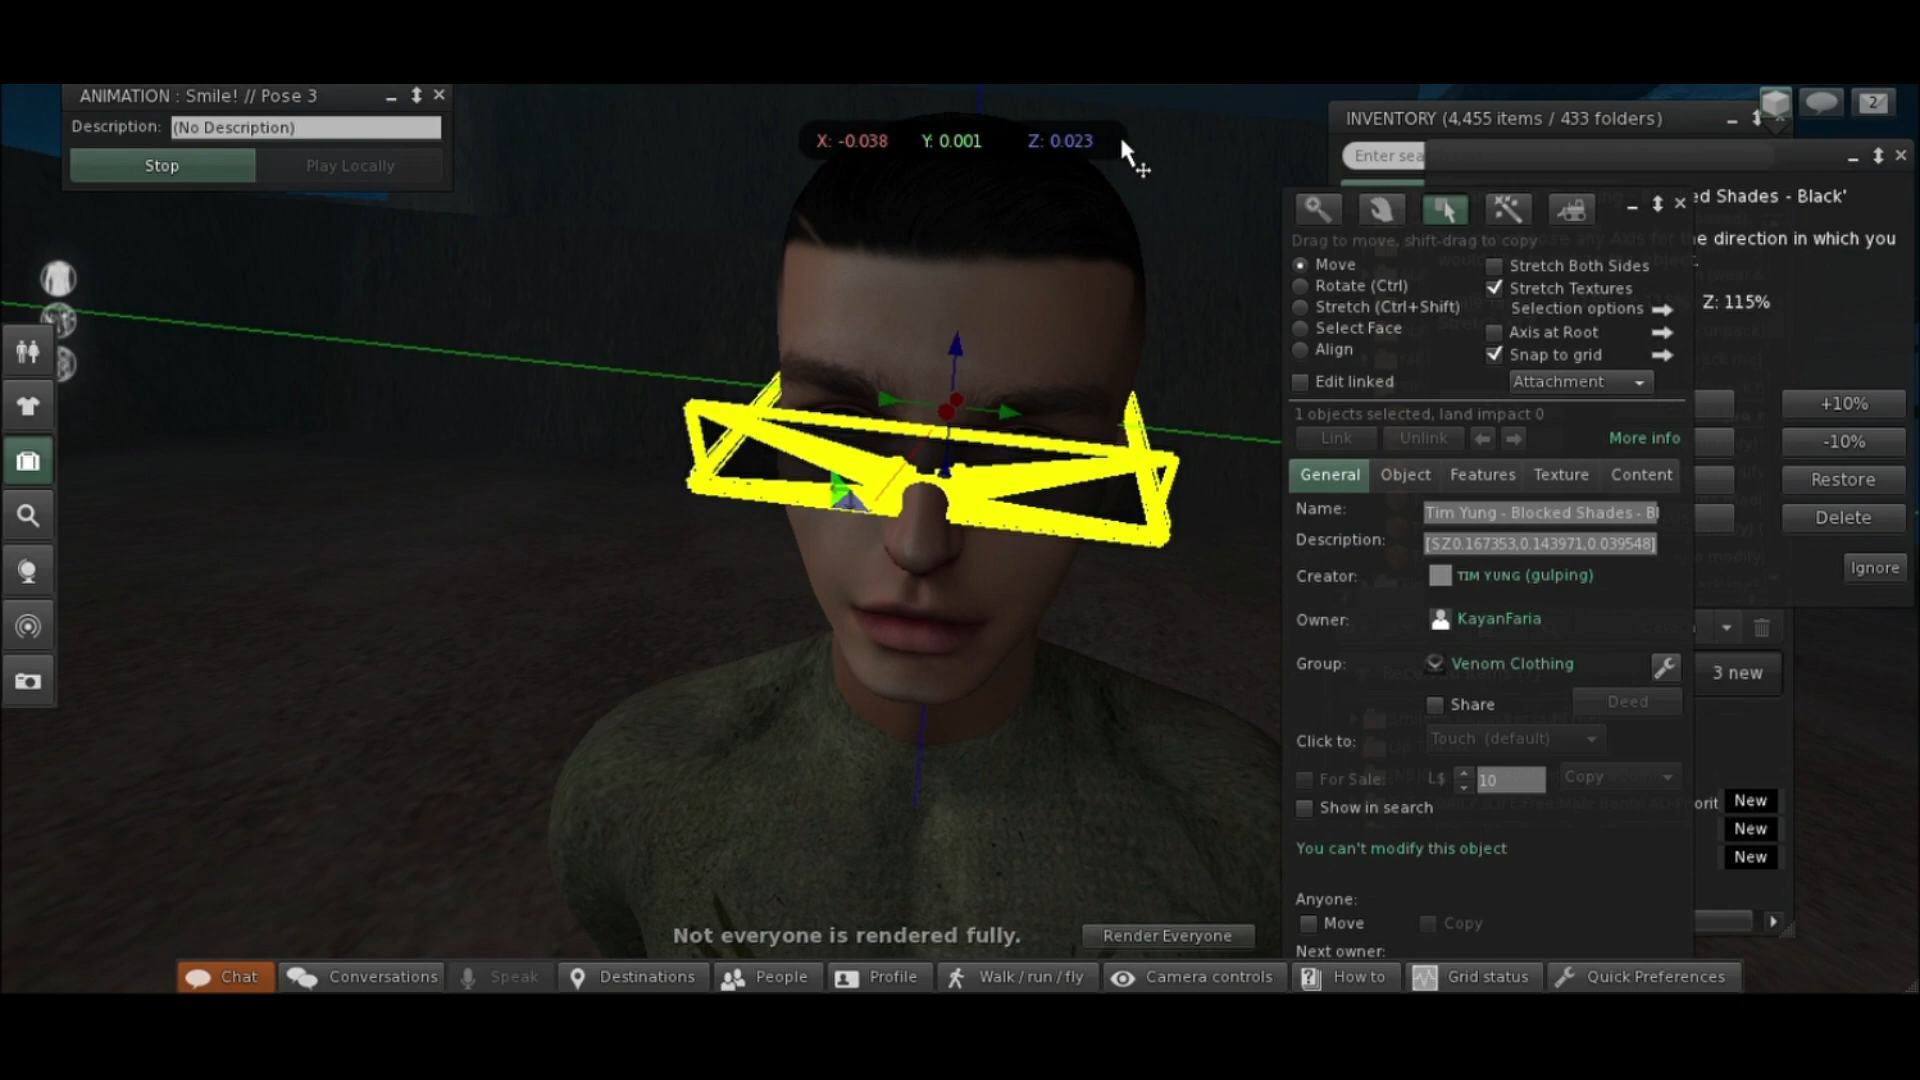 ANIMATION : Smile! // Pose 3
Description: (No Description)
Stop
Play Locally
X: -0.038 Y: 0.001 Z: 0.023
INVENTORY (4,455 items / 433 folders)
2
Enter sea
ed Shades - Black'
e direction in which you
Z: 115%
+10%
-10%
Restore
Delete
Ignore
3 new
New
New
New
Drag to move, shift-drag to copy
Move
Rotate (Ctrl)
Stretch (Ctrl+Shift)
Select Face
Align
Edit linked
Stretch Both Sides
Stretch Textures
Selection options
Axis at Root
Snap to grid
Attachment
1 objects selected, land impact 0
Link Unlink More info
General Object Features Texture Content
Name: Tim Yung - Blocked Shades - Bl
Description: [SZ0.167353,0.143971,0.039548]
Creator: TIM YUNG (gulping)
Owner: KayanFaria
Group: Venom Clothing
Share Deed
Click to: Touch (default)
For Sale: L$ 10 Copy
Show in search
You can't modify this object
Anyone:
Move Copy
Next owner:
Not everyone is rendered fully.
Render Everyone
Chat Conversations Speak Destinations People Profile Walk / run / fly Camera controls How to Grid status Quick Preferences